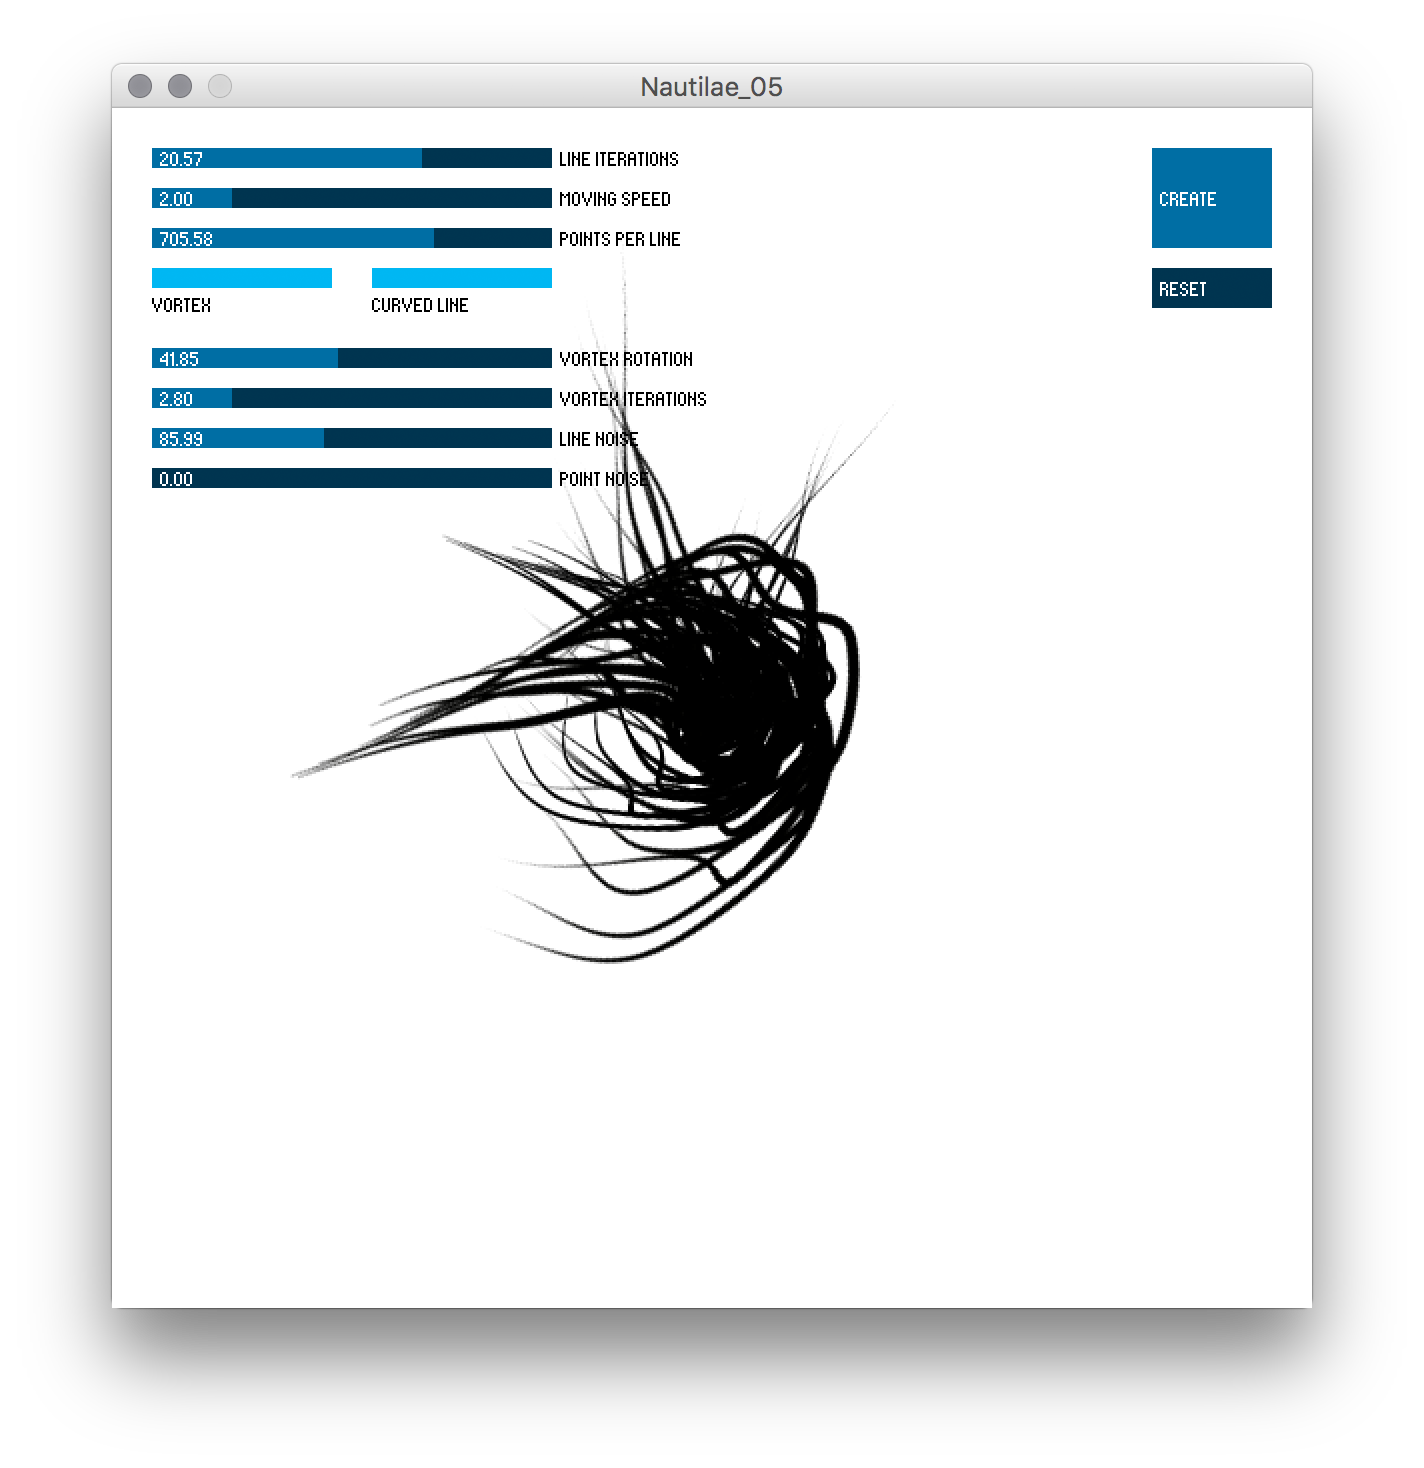 Nautilae_05
20.57 LINE ITERATIONS
2.00 MOVING SPEED
705.58 POINTS PER LINE
VORTEX CURVED LINE
41.85 VORTEX ROTATION
2.80 VORTEX ITERATIONS
85.99 LINE NOISE
0.00 POINT NOISE
CREATE
RESET